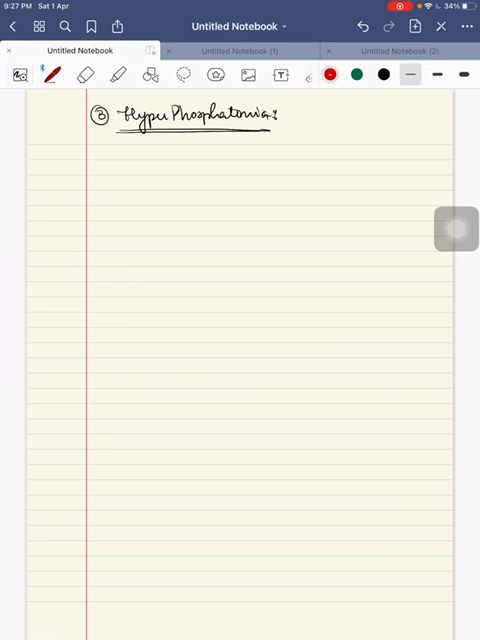 9:27 PM Sat 1 Apr 34%
Untitled Notebook
Untitled Notebook Untitled Notebook (1) Untitled Notebook (2)
T
③ Hyper Phosphatemia: